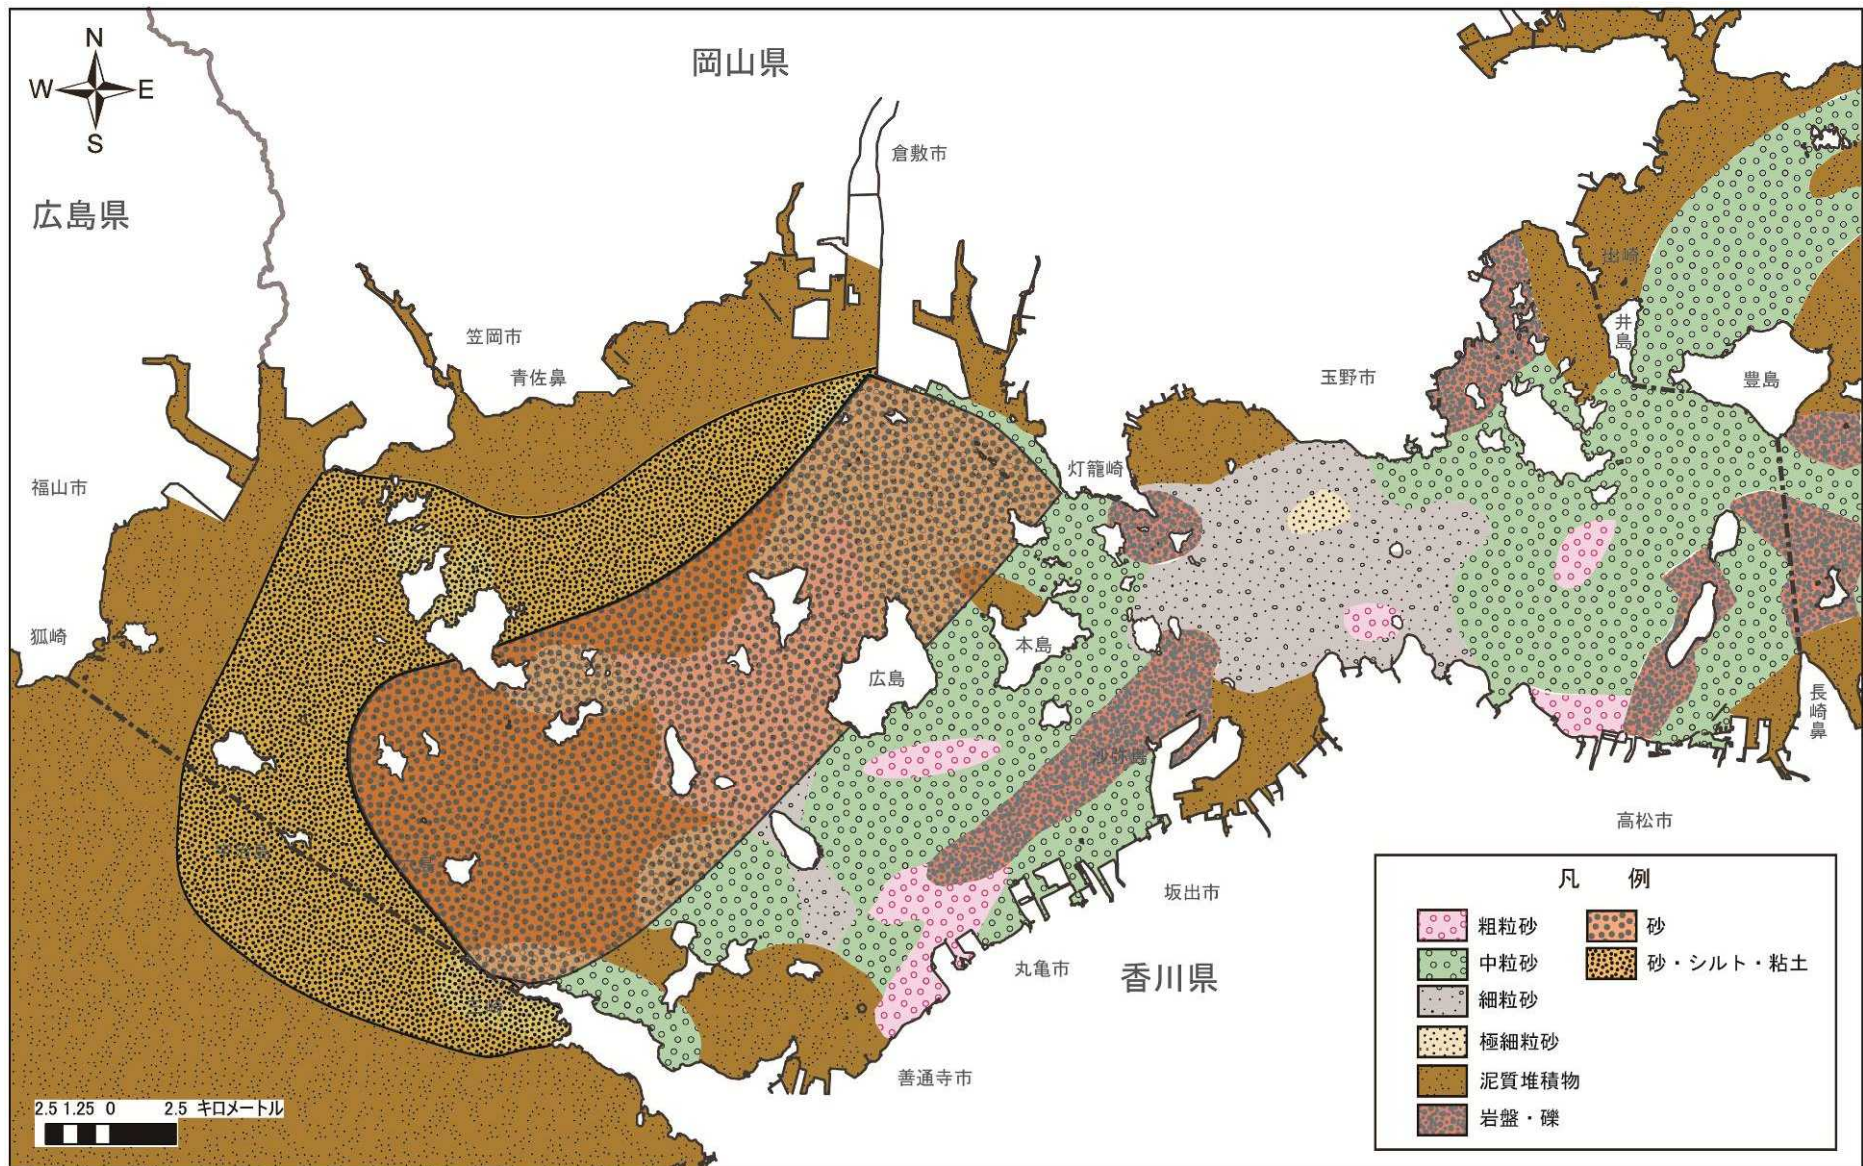 N
W E
S
岡山県
倉敷市
広島県
出崎
笠岡市
井島
青佐鼻
玉野市
豊島
灯籠崎
福山市
狐崎
本島
広島
長崎鼻
沙弥島
高松市
坂出市
丸亀市
香川県
善通寺市
2.5 1.25 0 2.5 キロメートル
凡 例
粗粒砂
砂
中粒砂
砂・シルト・粘土
細粒砂
極細粒砂
泥質堆積物
岩盤・礫